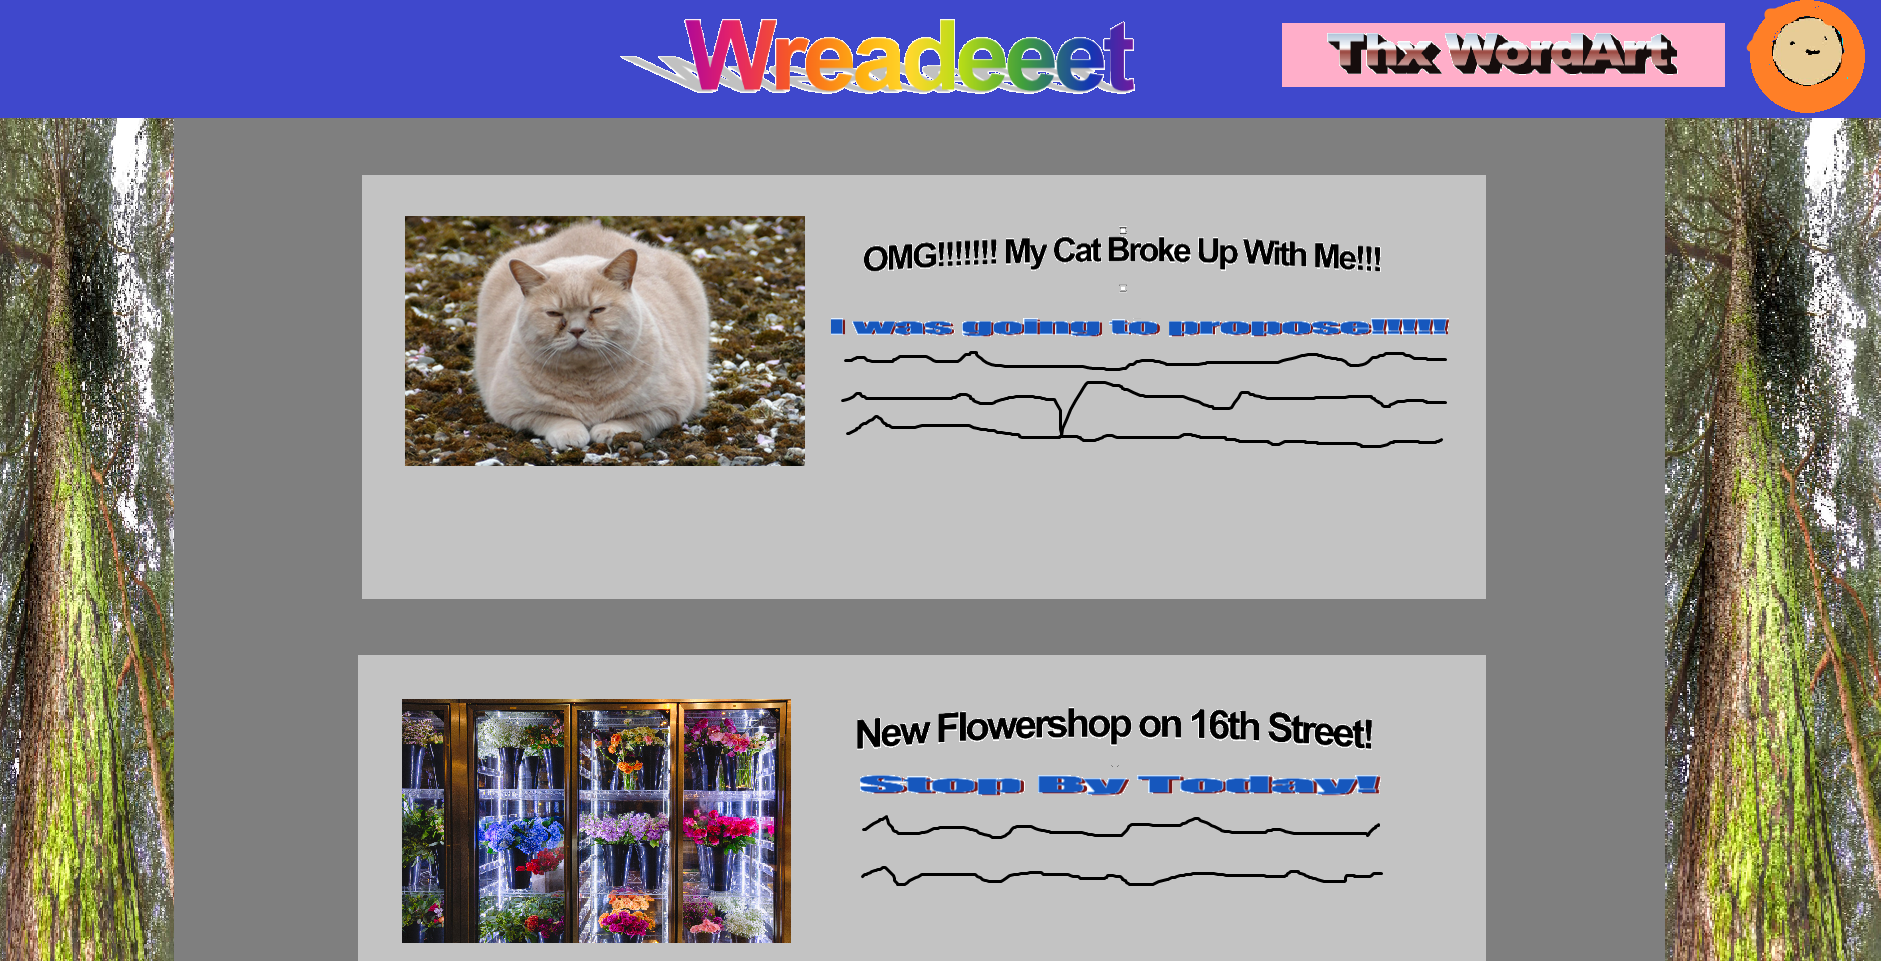 Wreadeeet
Thx WordArt
OMG!!!!!!! My Cat Broke Up With Me!!!
I was going to propose!!!!!!
New Flowershop on 16th Street!
Stop By Today!